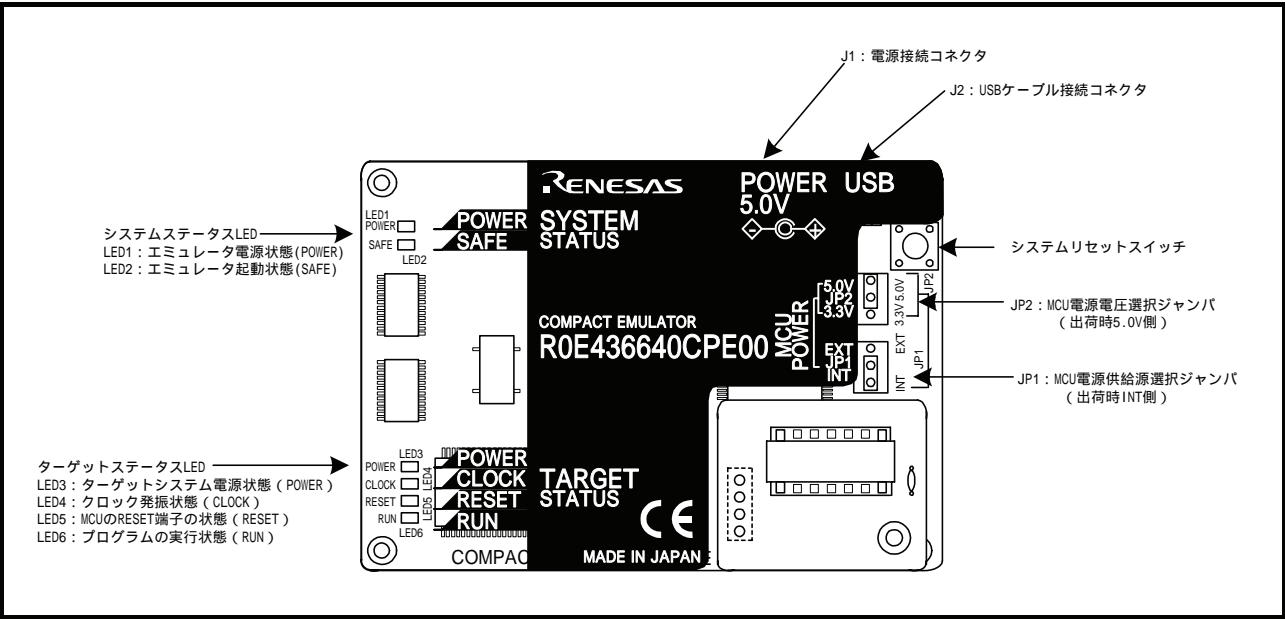 J1：電源接続コネクタ
J2：USBケーブル接続コネクタ
RENESAS
POWER USB
5.0V
LED1
POWER
SAFE
LED2
POWER
SAFE
SYSTEM
STATUS
システムステータスLED
LED1：エミュレータ電源状態(POWER)
LED2：エミュレータ起動状態(SAFE)
システムリセットスイッチ
5.0V
JP2
3.3V
MCU
POWER
EXT
JP1
INT
3.3V 5.0V
JP2
EXT
INT
JP1
JP2：MCU電源電圧選択ジャンパ
（出荷時5.0V側）
COMPACT EMULATOR
R0E436640CPE00
JP1：MCU電源供給源選択ジャンパ
（出荷時INT側）
ターゲットステータスLED
LED3：ターゲットシステム電源状態（POWER）
LED4：クロック発振状態（CLOCK）
LED5：MCUのRESET端子の状態（RESET）
LED6：プログラムの実行状態（RUN）
LED3
POWER
CLOCK
RESET
RUN
LED6
LED4
LED5
POWER
CLOCK
RESET
RUN
TARGET
STATUS
CE
COMPAC
MADE IN JAPAN
E